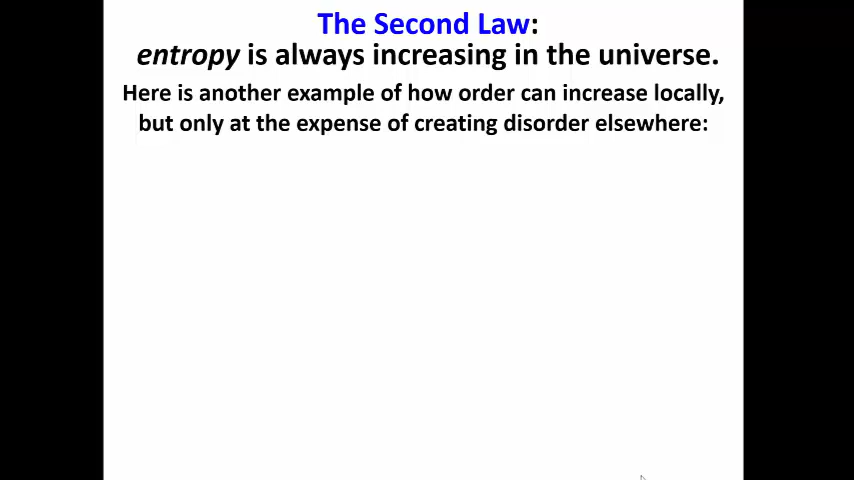 The Second Law:
entropy is always increasing in the universe.
Here is another example of how order can increase locally,
but only at the expense of creating disorder elsewhere: